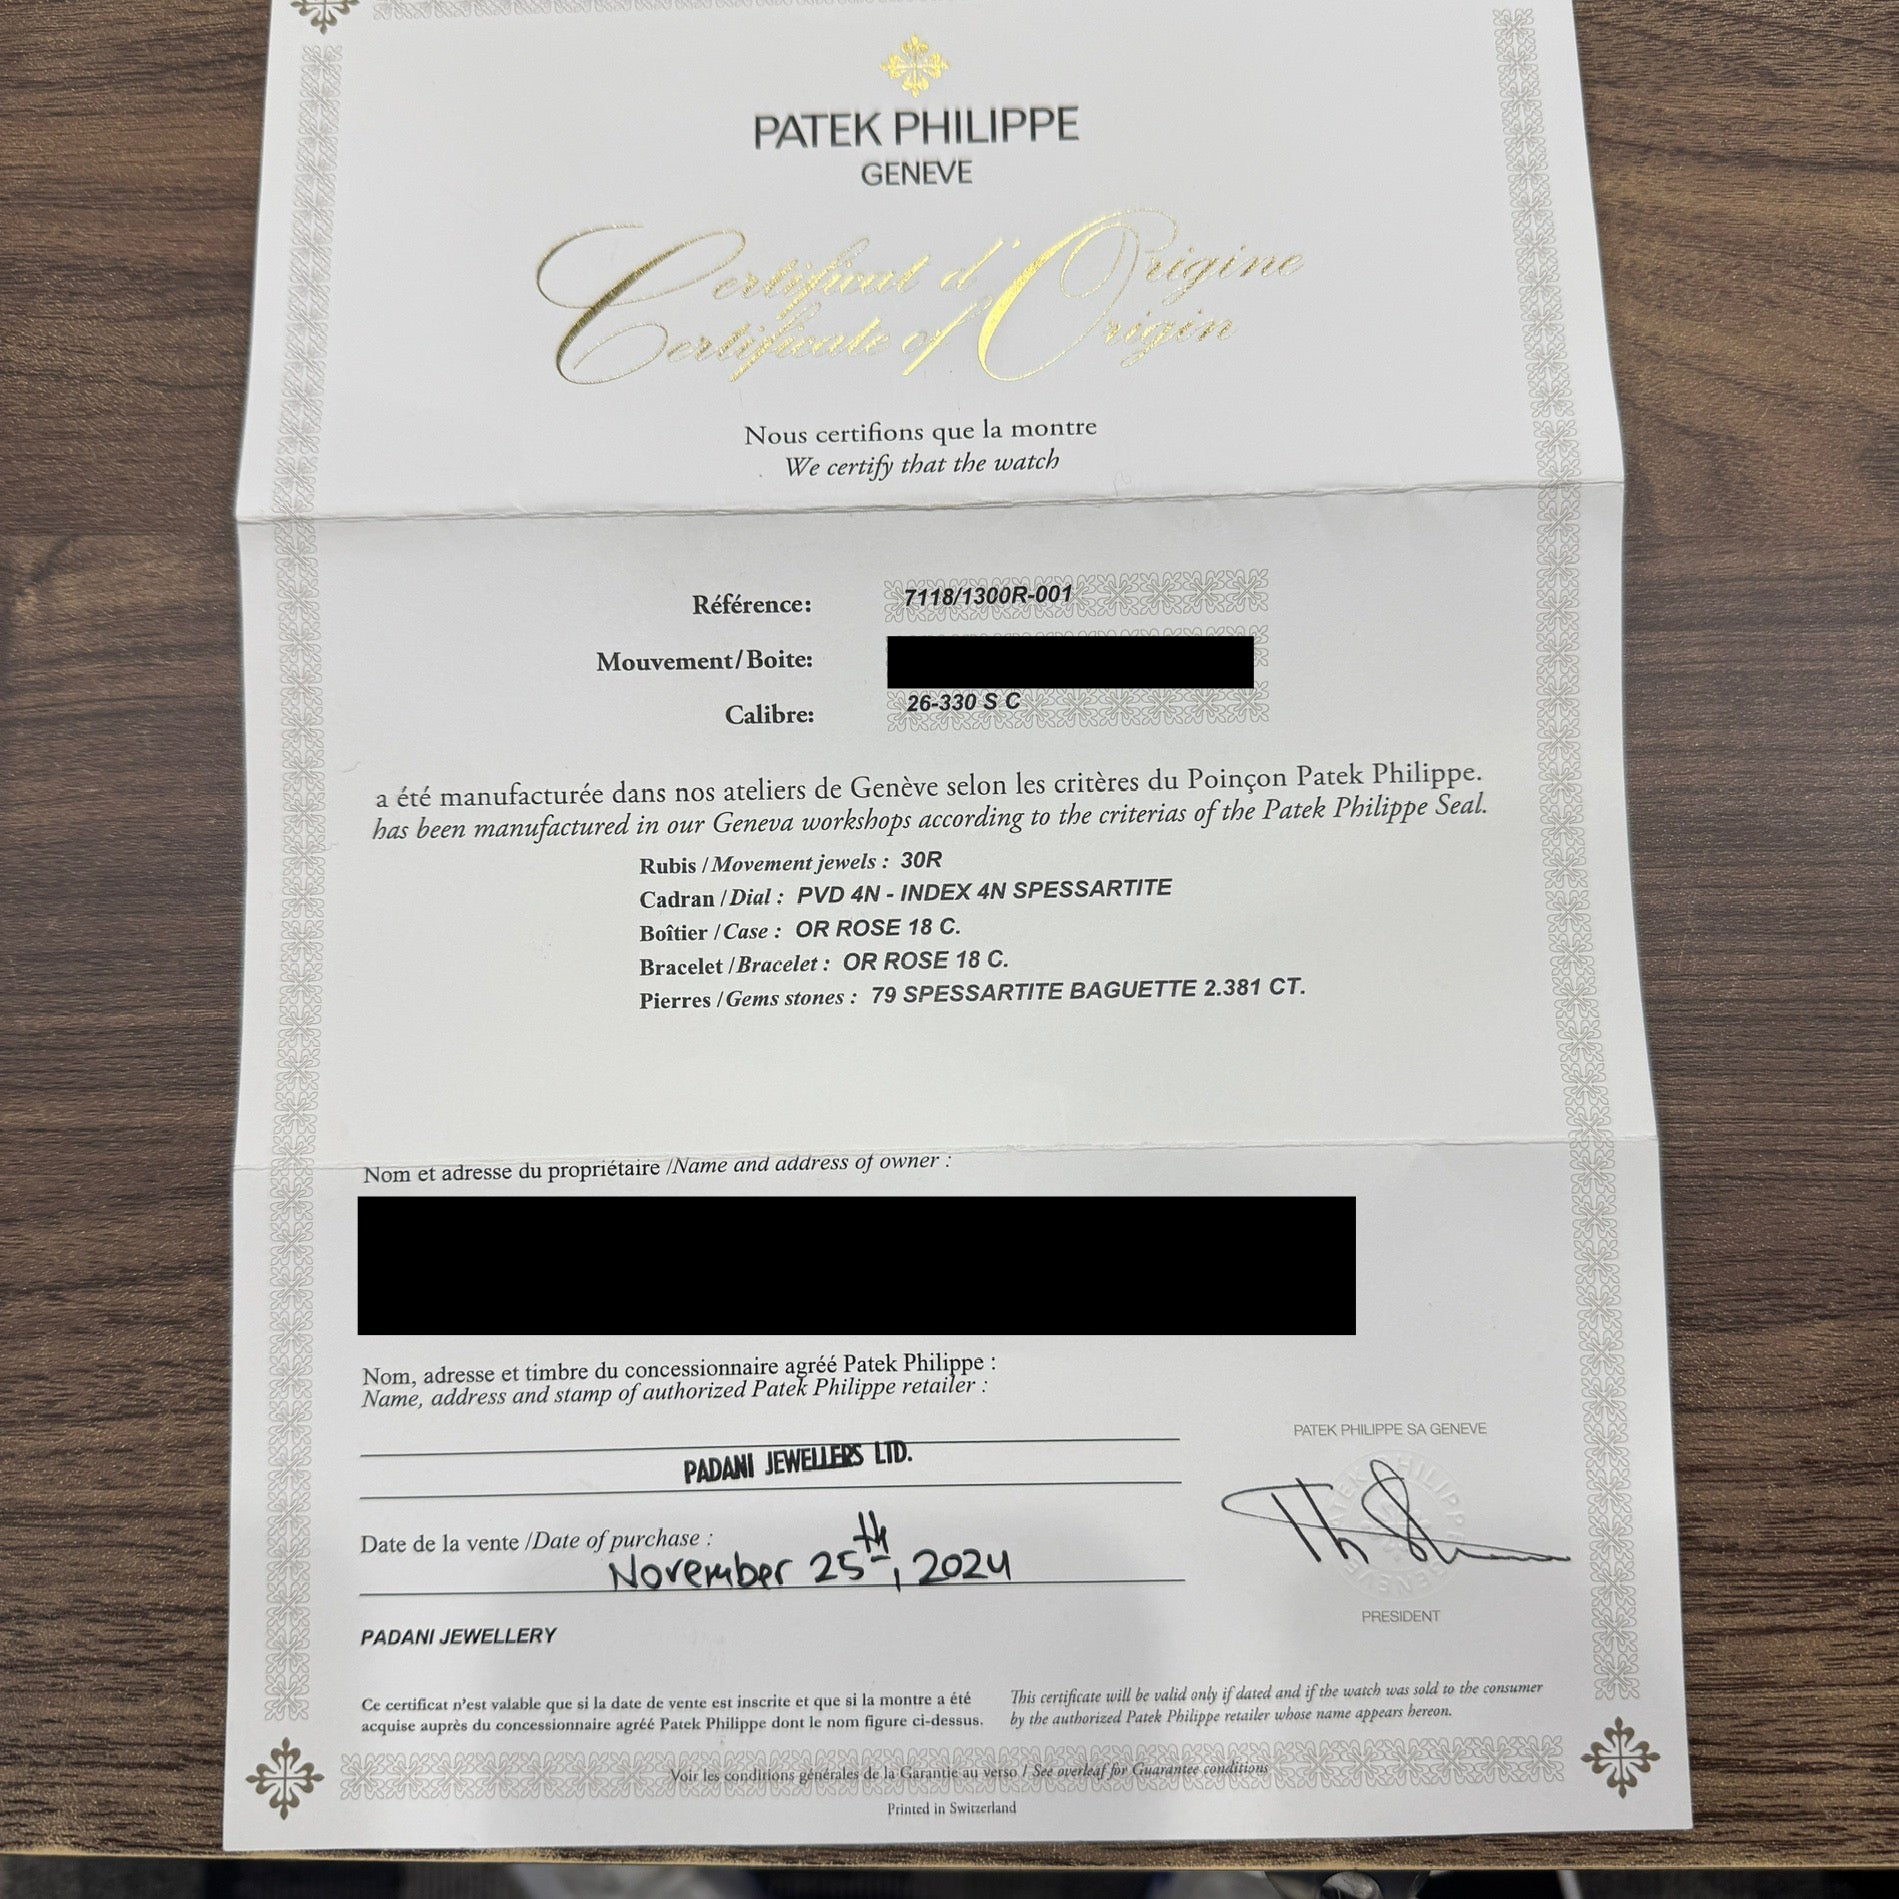 PATEK PHILIPPE
GENEVE
Certificat d'Origine
Certificate of Origin
Nous certifions que la montre
We certify that the watch
Référence: 7118/1300R-001
Mouvement/Boite:
Calibre: 26-330 S C
a été manufacturée dans nos ateliers de Genève selon les critères du Poinçon Patek Philippe.
has been manufactured in our Geneva workshops according to the criterias of the Patek Philippe Seal.
Rubis / Movement jewels : 30R
Cadran / Dial : PVD 4N - INDEX 4N SPESSARTITE
Boîtier / Case : OR ROSE 18 C.
Bracelet / Bracelet : OR ROSE 18 C.
Pierres / Gems stones : 79 SPESSARTITE BAGUETTE 2.381 CT.
Nom et adresse du propriétaire /Name and address of owner :
Nom, adresse et timbre du concessionnaire agréé Patek Philippe :
Name, address and stamp of authorized Patek Philippe retailer :
PADANI JEWELLERS LTD.
Date de la vente /Date of purchase :
November 25th, 2024
PADANI JEWELLERY
PATEK PHILIPPE SA GENEVE
PRESIDENT
Ce certificat n'est valable que si la date de vente est inscrite et que si la montre a été
acquise auprès du concessionnaire agréé Patek Philippe dont le nom figure ci-dessus.
This certificate will be valid only if dated and if the watch was sold to the consumer
by the authorized Patek Philippe retailer whose name appears hereon.
Voir les conditions générales de la Garantie au verso / See overleaf for Guarantee conditions
Printed in Switzerland